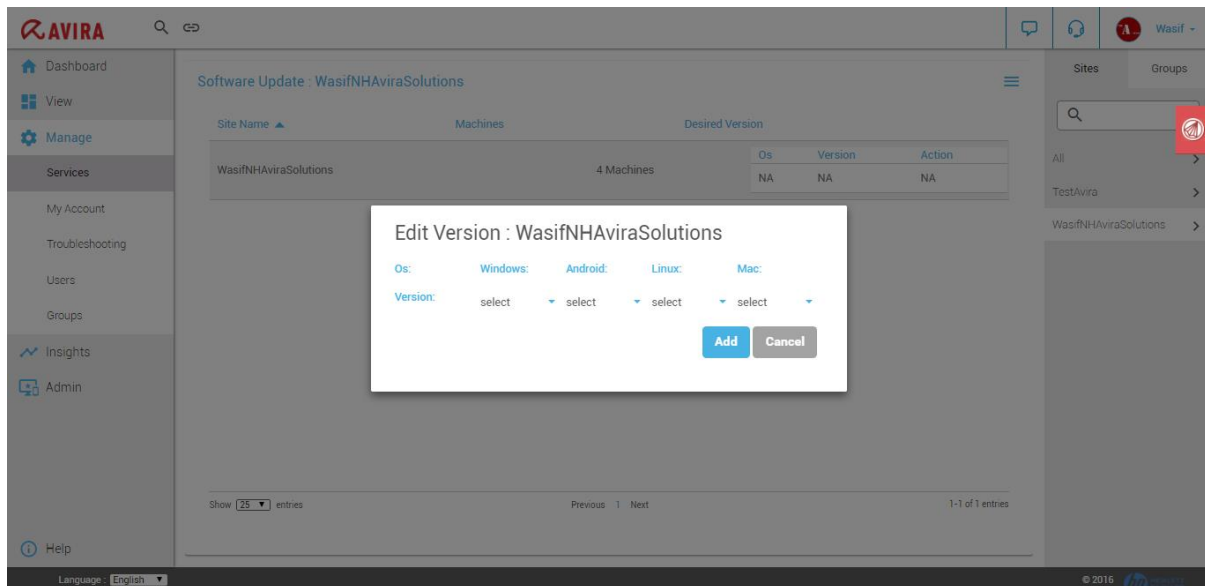 AVIRA
Wasif
Dashboard
View
Manage
Services
My Account
Troubleshooting
Users
Groups
Insights
Admin
Help
Software Update : WasifNHAviraSolutions
Site Name Machines Desired Version
WasifNHAviraSolutions 4 Machines
Os Version Action
NA NA NA
Edit Version : WasifNHAviraSolutions
Os: Windows: Android: Linux: Mac:
Version: select select select select
Add Cancel
Show 25 entries Previous 1 Next 1-1 of 1 entries
Sites Groups
All
TestAvira
WasifNHAviraSolutions
Language : English © 2016